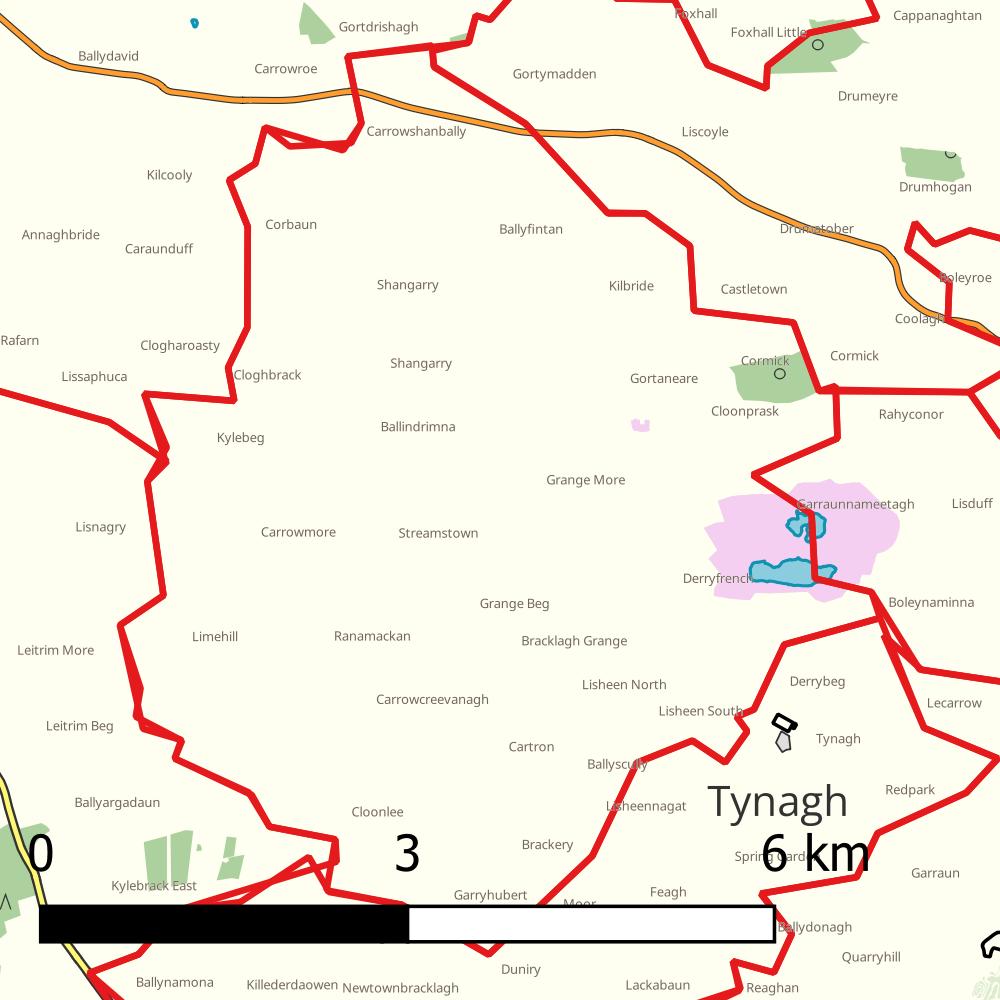 Foxhall
Cappanaghtan
Gortdrishagh
Foxhall Little
Ballydavid
Carrowroe
Gortymadden
Drumeyre
Carrowshanbally
Liscoyle
Kilcooly
Drumhogan
Corbaun
Ballyfintan
Drumatober
Annaghbride
Caraunduff
Boleyroe
Shangarry
Kilbride
Castletown
Coolagh
Rafarn
Clogharoasty
Cormick
Cormick
Shangarry
Lissaphuca
Cloghbrack
Gortaneare
Cloonprask
Rahyconor
Ballindrimna
Kylebeg
Grange More
Garraunnameetagh
Lisduff
Lisnagry
Carrowmore
Streamstown
Derryfrench
Grange Beg
Boleynaminna
Limehill
Ranamackan
Bracklagh Grange
Leitrim More
Lisheen North
Derrybeg
Carrowcreevanagh
Lecarrow
Lisheen South
Leitrim Beg
Tynagh
Cartron
Ballyscully
Redpark
Ballyargadaun
Lisheennagat
Tynagh
Cloonlee
Brackery
0
3
6 km
Spring Garden
Garraun
Kylebrack East
Garryhubert
Feagh
Moor
Ballydonagh
Quarryhill
Duniry
Ballynamona
Killederdaowen
Newtownbracklagh
Lackabaun
Reaghan